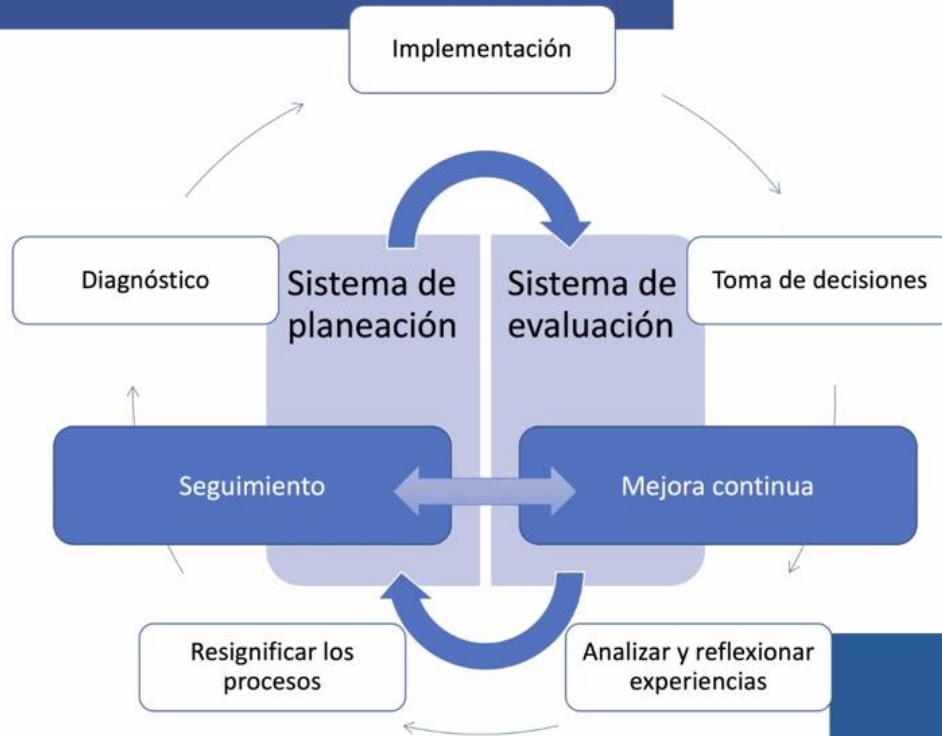 Implementación
Diagnóstico
Sistema de
planeación
Sistema de
evaluación
Toma de decisiones
Seguimiento
Mejora continua
Resignificar los
procesos
Analizar y reflexionar
experiencias